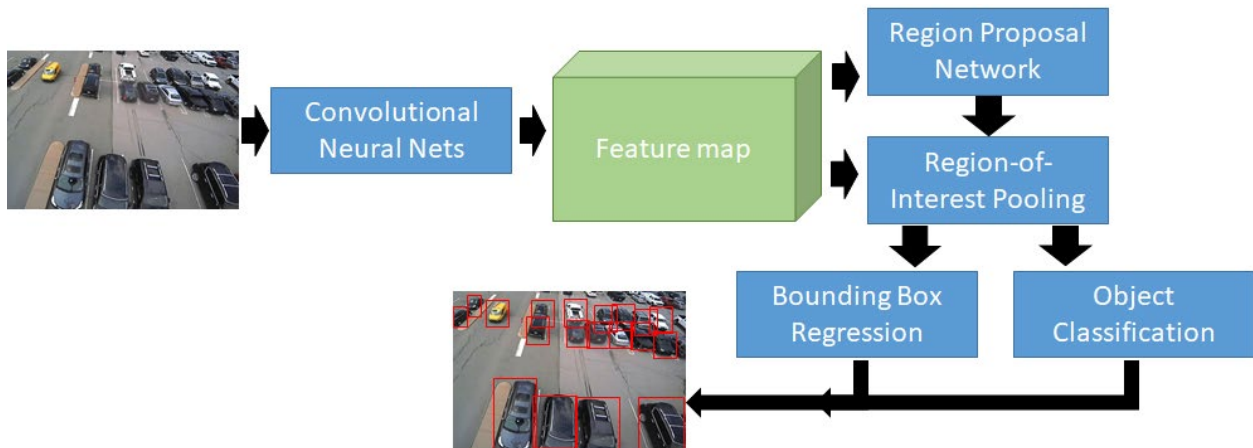 Region Proposal
Network
Convolutional
Neural Nets
Feature map
Region-of-
Interest Pooling
Bounding Box
Regression
Object
Classification